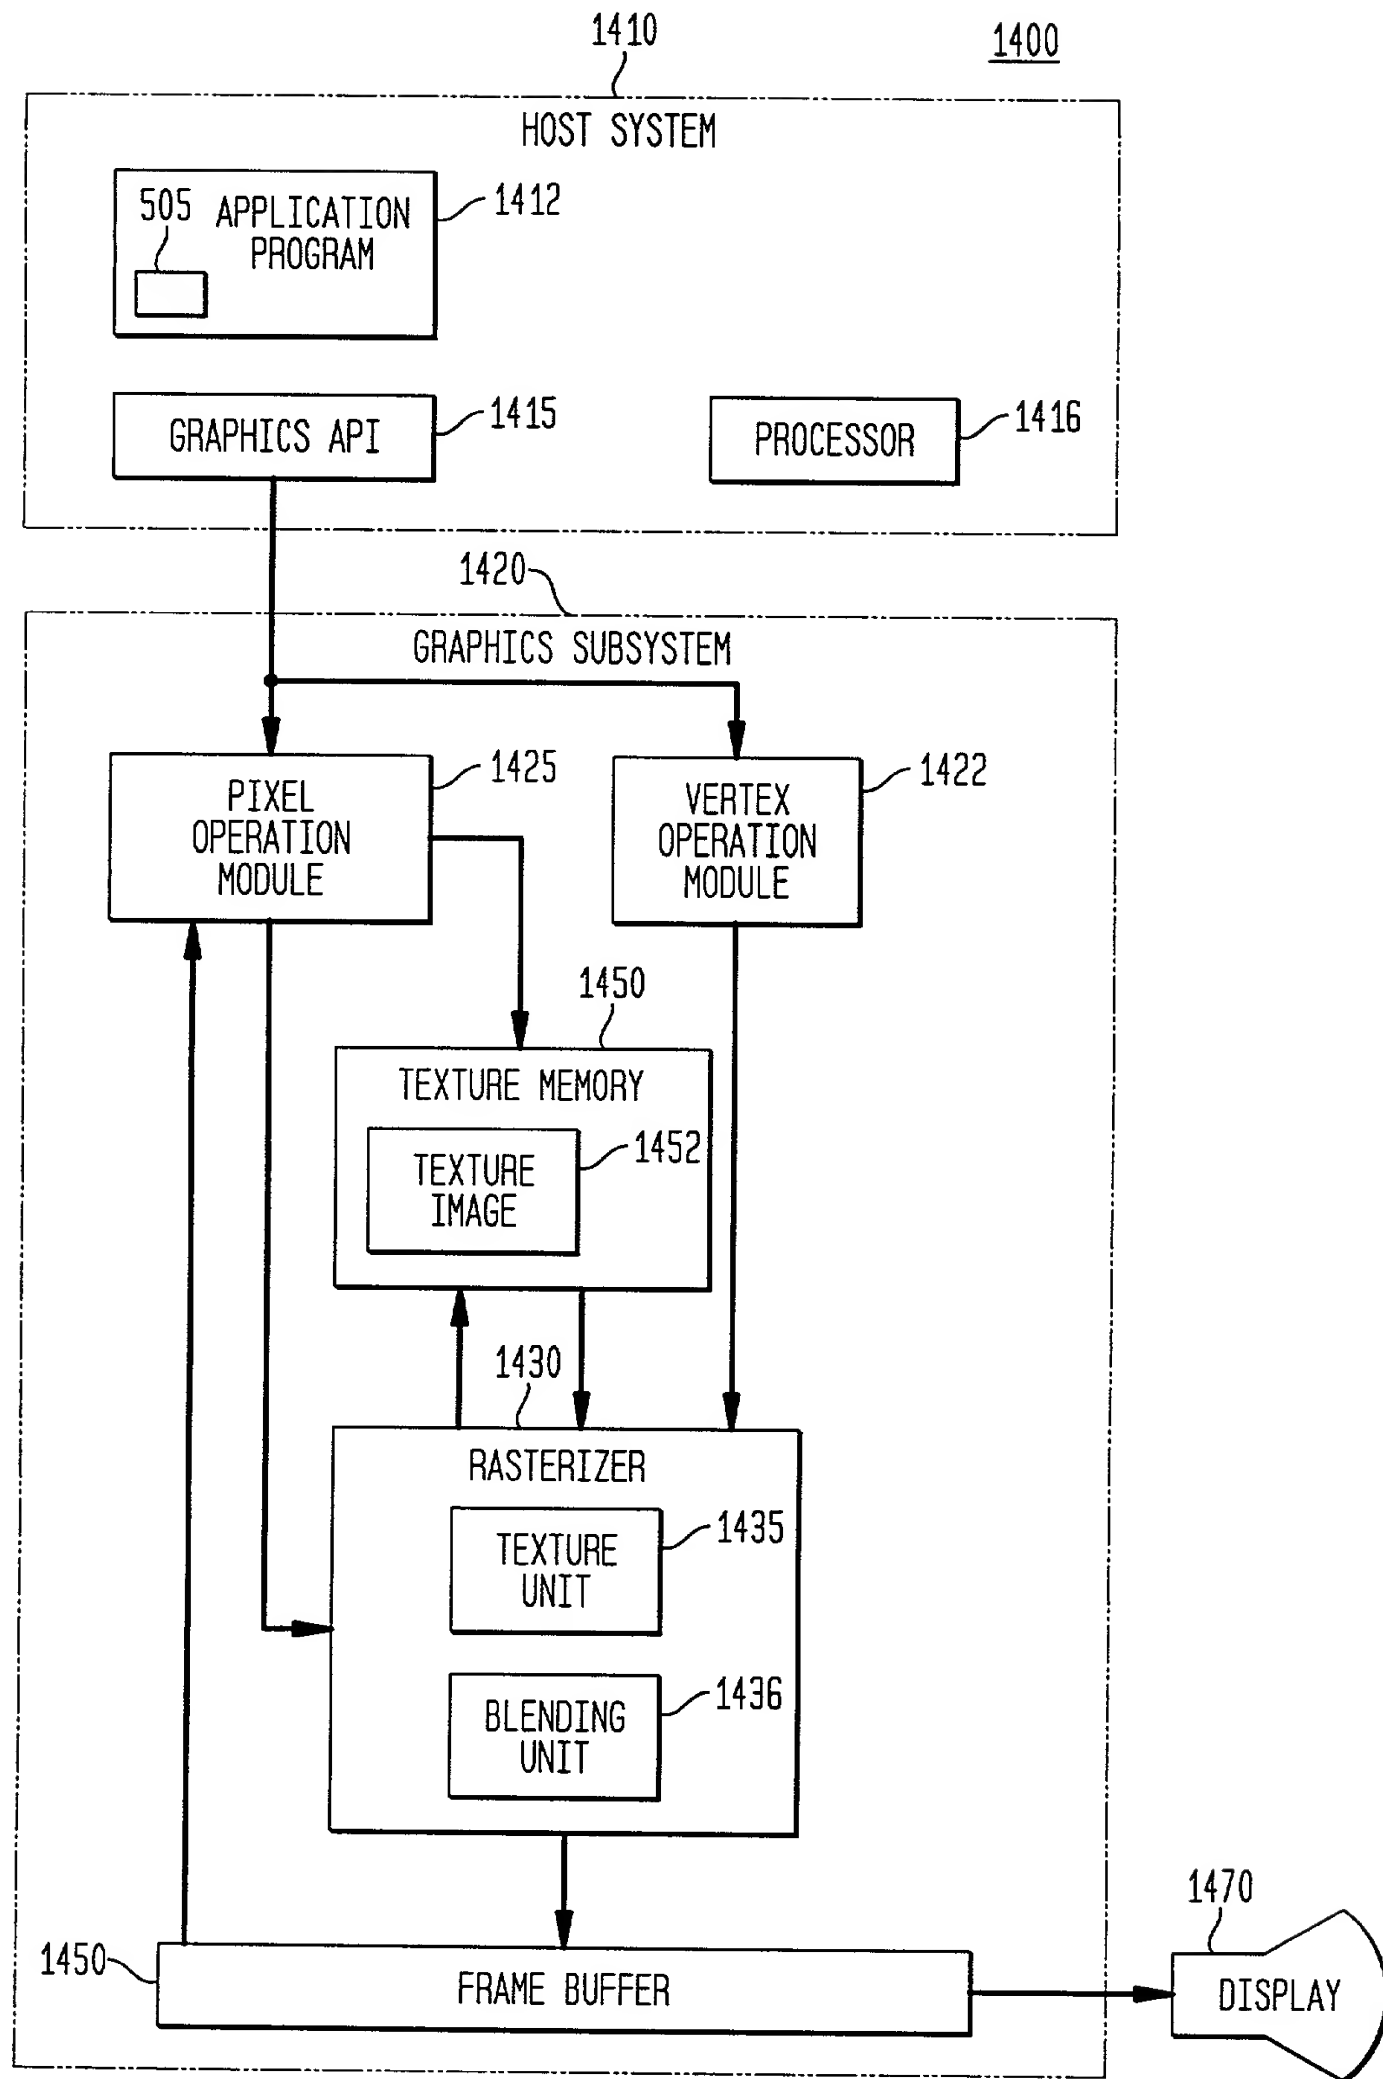 1410
1400
HOST SYSTEM
505
APPLICATION
PROGRAM
1412
GRAPHICS API
1415
PROCESSOR
1416
1420
GRAPHICS SUBSYSTEM
PIXEL
OPERATION
MODULE
1425
VERTEX
OPERATION
MODULE
1422
1450
TEXTURE MEMORY
TEXTURE
IMAGE
1452
1430
RASTERIZER
TEXTURE
UNIT
1435
BLENDING
UNIT
1436
1470
1450
FRAME BUFFER
DISPLAY